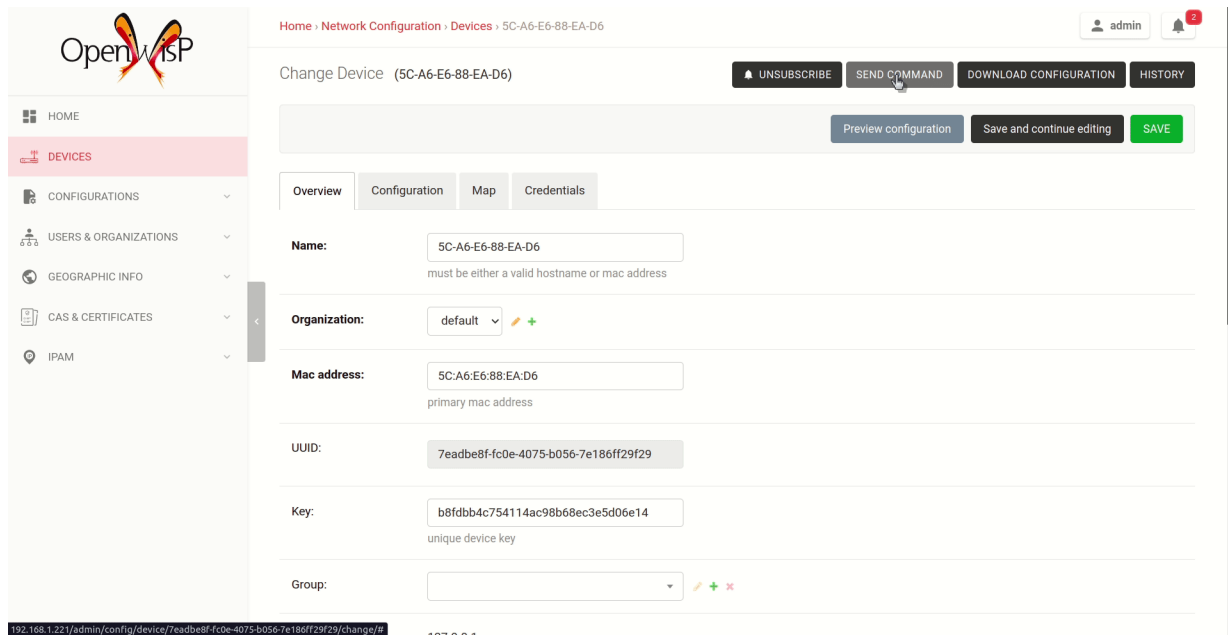 OpenWiSP
Home › Network Configuration › Devices › 5C-A6-E6-88-EA-D6
admin
2
Change Device (5C-A6-E6-88-EA-D6)
UNSUBSCRIBE
SEND COMMAND
DOWNLOAD CONFIGURATION
HISTORY
Preview configuration
Save and continue editing
SAVE
HOME
DEVICES
CONFIGURATIONS
USERS & ORGANIZATIONS
GEOGRAPHIC INFO
CAS & CERTIFICATES
IPAM
Overview
Configuration
Map
Credentials
Name:
5C-A6-E6-88-EA-D6
must be either a valid hostname or mac address
Organization:
default
Mac address:
5C:A6:E6:88:EA:D6
primary mac address
UUID:
7eadbe8f-fc0e-4075-b056-7e186ff29f29
Key:
b8fdbb4c754114ac98b68ec3e5d06e14
unique device key
Group:
192.168.1.221/admin/config/device/7eadbe8f-fc0e-4075-b056-7e186ff29f29/change/#